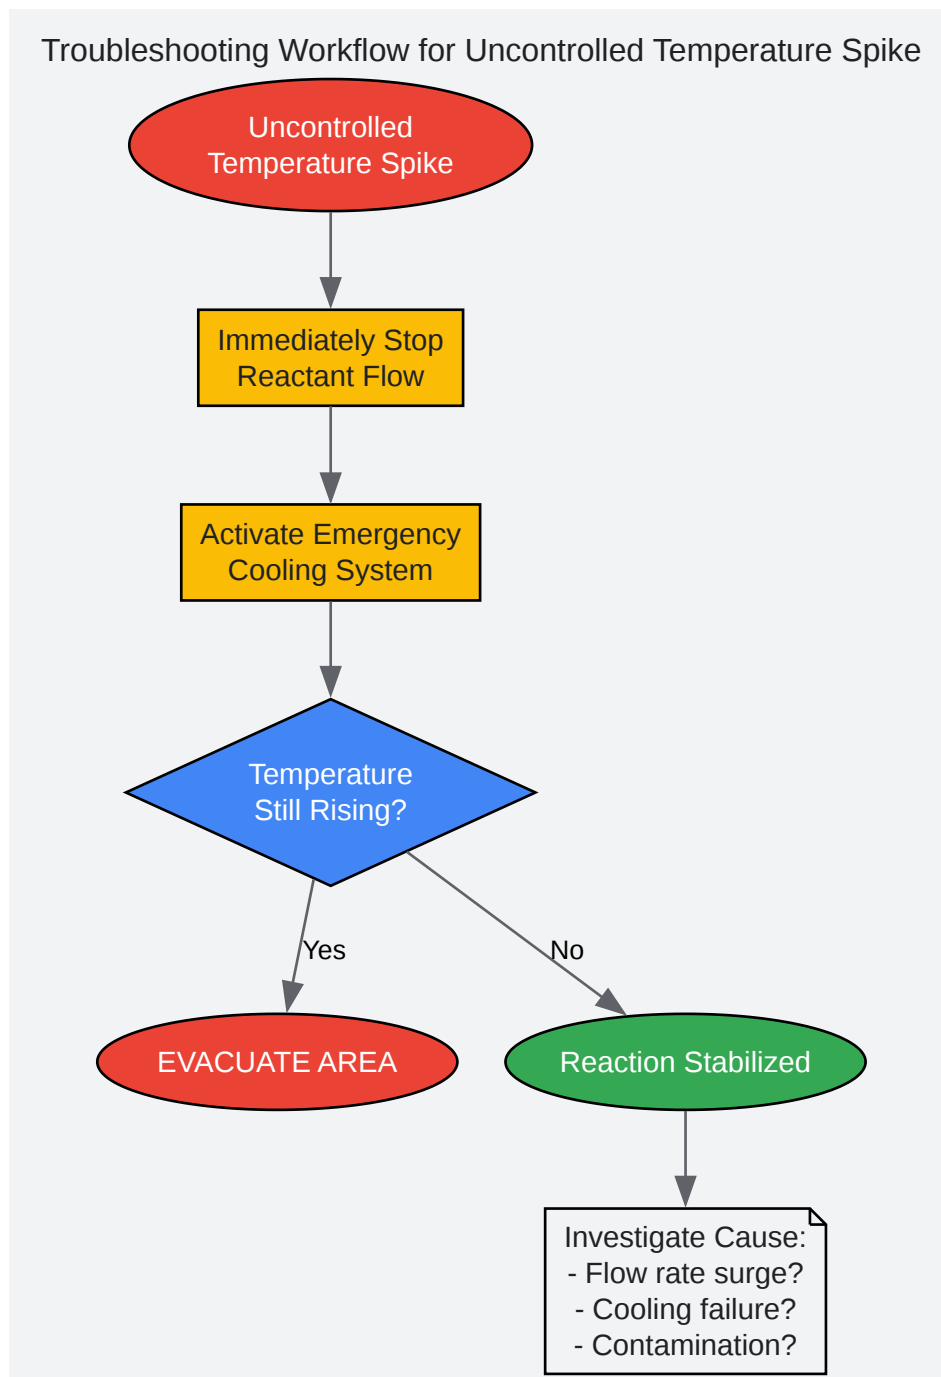 Troubleshooting Workflow for Uncontrolled Temperature Spike
Uncontrolled
Temperature Spike
Immediately Stop
Reactant Flow
Activate Emergency
Cooling System
Temperature
Still Rising?
Yes
No
EVACUATE AREA
Reaction Stabilized
Investigate Cause:
- Flow rate surge?
- Cooling failure?
- Contamination?